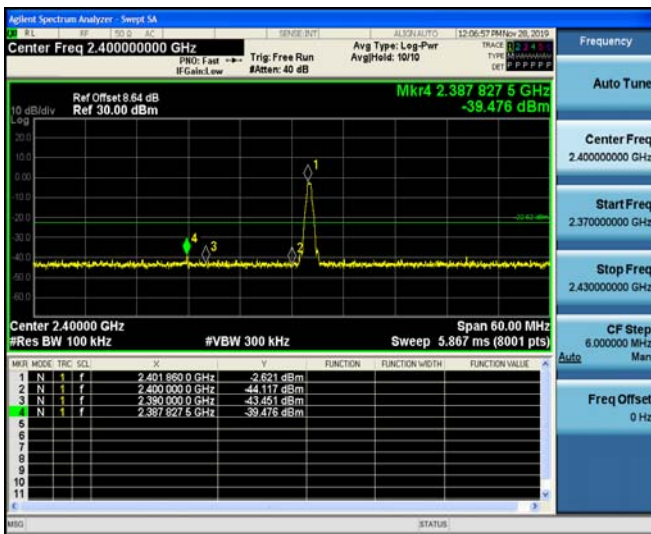 Agilent Spectrum Analyzer - Swept SA
RL RF 50 Ω AC SENSE:INT ALIGN AUTO 12:06:57 PM Nov 28, 2019
Center Freq 2.400000000 GHz
PNO: Fast
IFGain:Low
Trig: Free Run
#Atten: 40 dB
Avg Type: Log-Pwr
Avg|Hold: 10/10
TRACE 1 2 3 4 5 6
TYPE
DET P P P P P P
Mkr4 2.387 827 5 GHz
-39.476 dBm
Ref Offset 8.64 dB
Ref 30.00 dBm
10 dB/div
Log
20.0
10.0
0.00
-10.0
-20.0
-30.0
-40.0
-50.0
-60.0
1
2
3
4
-22.62 dBm
Center 2.40000 GHz
Span 60.00 MHz
#Res BW 100 kHz
#VBW 300 kHz
Sweep 5.867 ms (8001 pts)
MKR MODE TRC SCL X Y FUNCTION FUNCTION WIDTH FUNCTION VALUE
1 N 1 f 2.401 860 0 GHz -2.621 dBm
2 N 1 f 2.400 000 0 GHz -44.117 dBm
3 N 1 f 2.390 000 0 GHz -43.451 dBm
4 N 1 f 2.387 827 5 GHz -39.476 dBm
5
6
7
8
9
10
11
MSG
STATUS
Frequency
Auto Tune
Center Freq
2.400000000 GHz
Start Freq
2.370000000 GHz
Stop Freq
2.430000000 GHz
CF Step
6.000000 MHz
Auto Man
Freq Offset
0 Hz